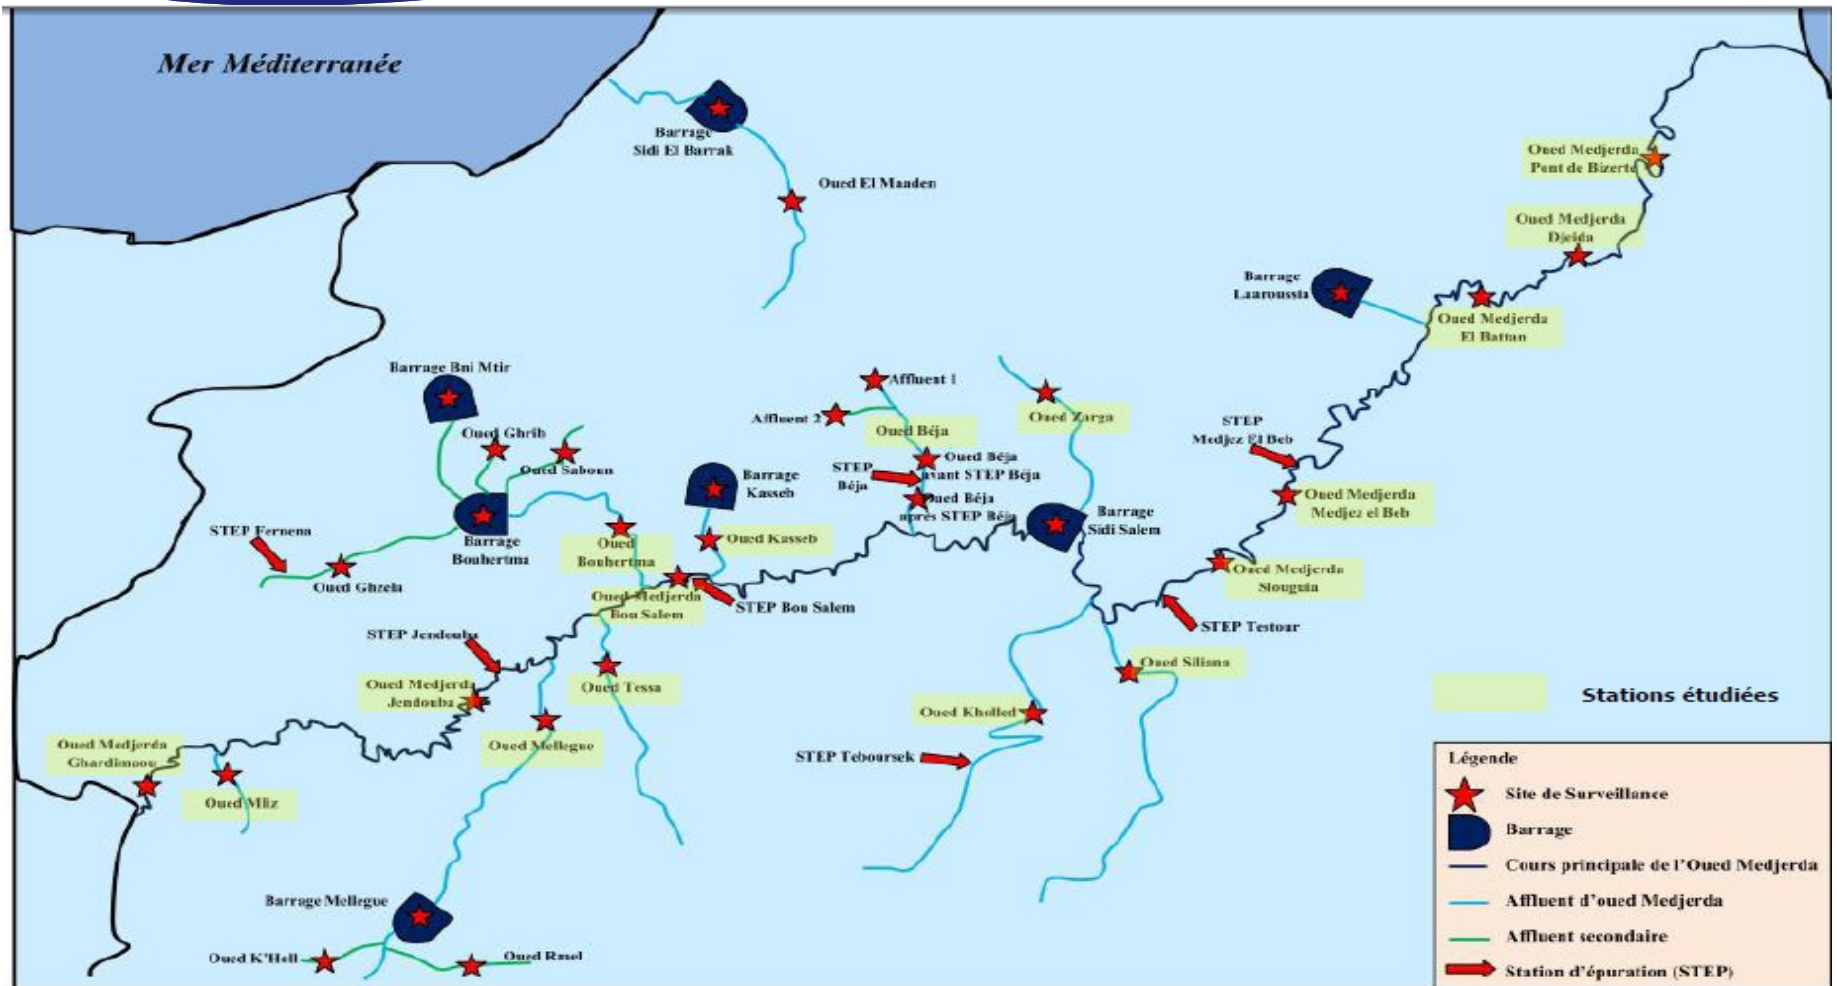 Mer Méditerranée
Barrage
Sidi El Barrak
Oued El Maaden
Oued Medjerda
Pont de Bizerte
Oued Medjerda
Djeida
Barrage
Laaroussia
Oued Medjerda
El Battan
Barrage Bni Mtir
Affluent 1
Affluent 2
Oued Béja
Oued Zarga
STEP
Medjez El Beb
Oued Ghrib
Oued Saboun
Barrage
Kasseb
STEP
Béja
Oued Béja
avant STEP Béja
Oued Béja
après STEP Béja
Barrage
Sidi Salem
Oued Medjerda
Medjez el Beb
STEP Fernena
Barrage
Bouhertma
Oued
Bouhertma
Oued Kasseb
Oued Ghzela
Oued Medjerda
Bou Salem
STEP Bou Salem
Oued Medjerda
Slouguia
STEP Testour
STEP Jendouba
Oued Medjerda
Jendouba
Oued Tessa
Oued Siliana
Oued Kholled
Oued Mellegue
STEP Teboursek
Oued Medjerda
Ghardimaou
Oued Mliz
Barrage Mellegue
Oued K'Hell
Oued Rmel
Stations étudiées
Légende
Site de Surveillance
Barrage
Cours principale de l'Oued Medjerda
Affluent d'oued Medjerda
Affluent secondaire
Station d'épuration (STEP)